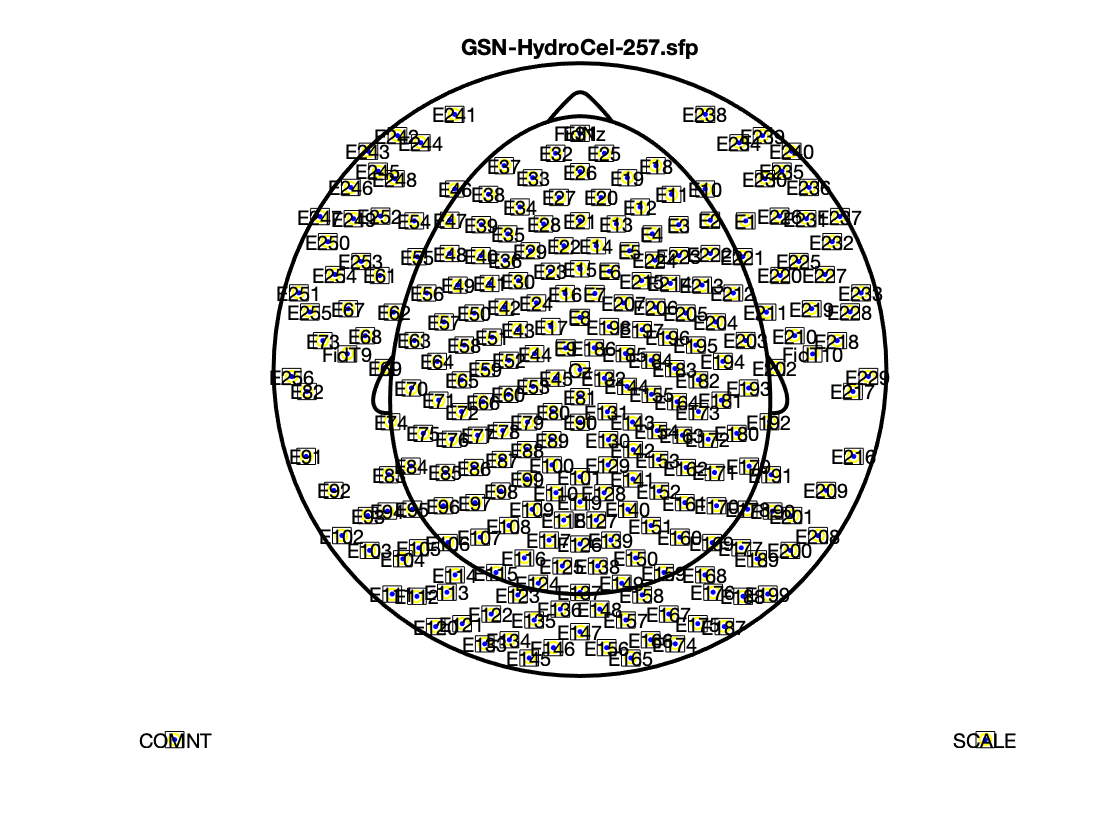 GSN-HydroCel-257.sfp
E241 E238
E242 E244 E234 E239
E243 E32 E25 E240
E37 E26 E18
E245 E248 E33 E19 E230 E235
E246 E46 E38 E27 E20 E11 E10 E236
E34 E12
E247 E252 E54 E47 E39 E28 E21 E13 E3 E2 E1 E226 E231 E237
E35 E4
E250 E29 E22 E14 E5 E232
E253 E55 E48 E40 E36 E224 E223 E222 E221 E225
E254 E61 E23 E15 E6 E220 E227
E251 E56 E49 E41 E30 E16 E7 E215 E214 E213 E212 E233
E255 E67 E62 E50 E42 E24 E207 E206 E205 E211 E219 E228
E57 E43 E17 E8 E198 E197 E204
E73 E68 E63 E58 E51 E44 E9 E186 E196 E195 E203 E210 E218
FidT9 E64 E59 E52 E185 E184 E194 FidT10
E69 Cz E183 E202
E256 E65 E53 E45 E132 E182 E229
E82 E70 E71 E66 E60 E81 E144 E155 E164 E181 E193 E217
E74 E72 E79 E80 E90 E131 E143 E173 E192
E75 E76 E77 E78 E89 E130 E154 E163 E172 E180
E91 E88 E142 E216
E83 E84 E85 E86 E87 E100 E129 E153 E162 E171 E179 E191
E92 E98 E99 E101 E141 E152 E209
E93 E94 E95 E96 E97 E109 E110 E119 E128 E140 E161 E170 E178 E190 E201
E108 E118 E127 E151
E102 E106 E107 E117 E126 E139 E160 E169 E208
E103 E104 E105 E116 E150 E177 E189 E200
E114 E115 E125 E138 E159 E168
E111 E112 E113 E123 E124 E137 E149 E158 E176 E188 E199
E122 E136 E148 E167
E120 E121 E135 E157 E175 E187
E133 E134 E147 E166 E174
E145 E146 E156 E165
COMNT SCALE